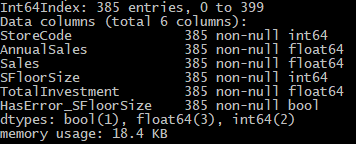 Int64Index: 385 entries, 0 to 399
Data columns (total 6 columns):
StoreCode 385 non-null int64
AnnualSales 385 non-null float64
Sales 385 non-null float64
SFloorSize 385 non-null int64
TotalInvestment 385 non-null float64
HasError_SFloorSize 385 non-null bool
dtypes: bool(1), float64(3), int64(2)
memory usage: 18.4 KB